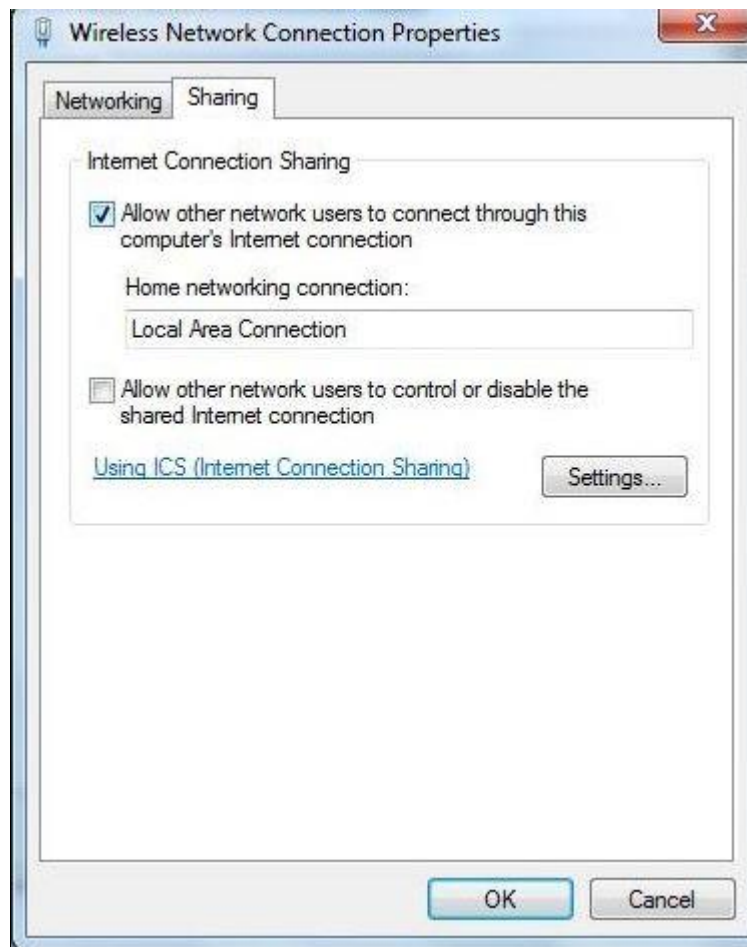 Wireless Network Connection Properties
Networking
Sharing
Internet Connection Sharing
Allow other network users to connect through this
computer's Internet connection
Home networking connection:
Local Area Connection
Allow other network users to control or disable the
shared Internet connection
Using ICS (Internet Connection Sharing)
Settings...
OK
Cancel